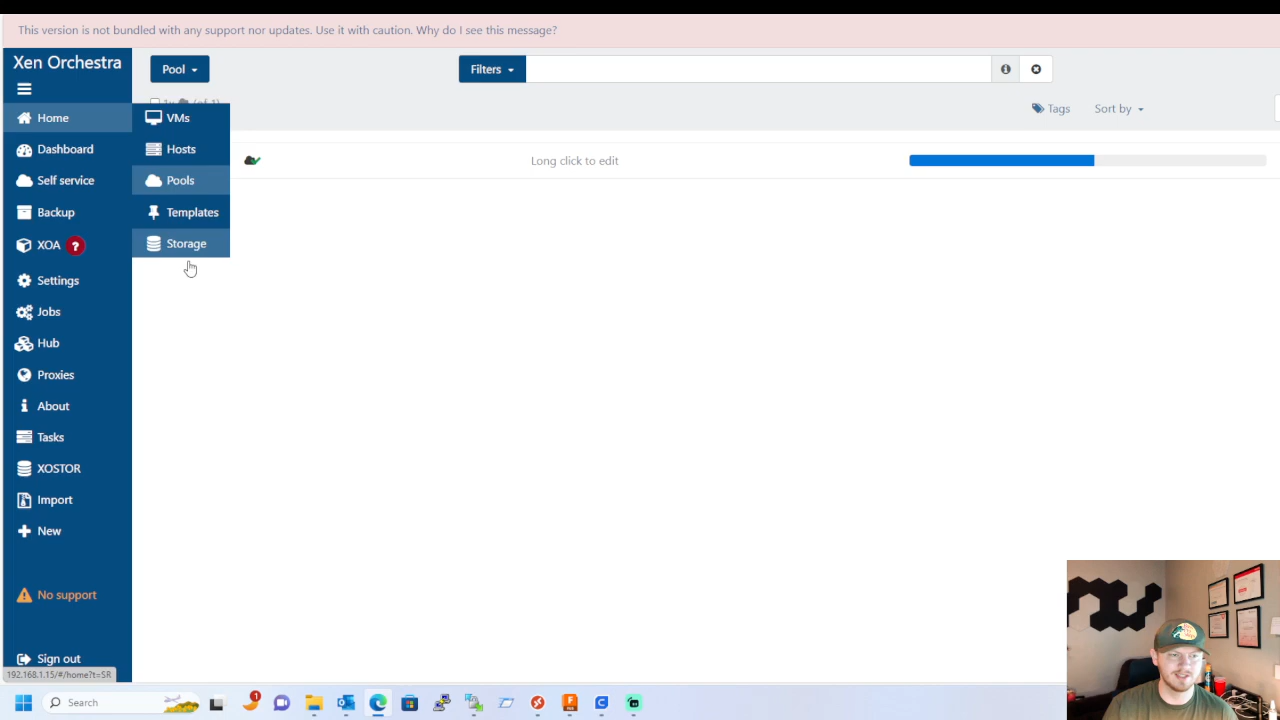 This version is not bundled with any support nor updates. Use it with caution. Why do I see this message?
Xen Orchestra
Pool
Filters
(of 1)
Tags
Sort by
Home
Dashboard
Self service
Backup
XOA ?
Settings
Jobs
Hub
Proxies
About
Tasks
XOSTOR
Import
New
No support
Sign out
VMs
Hosts
Pools
Templates
Storage
Long click to edit
192.168.1.15/#/home?t=SR
Search
1